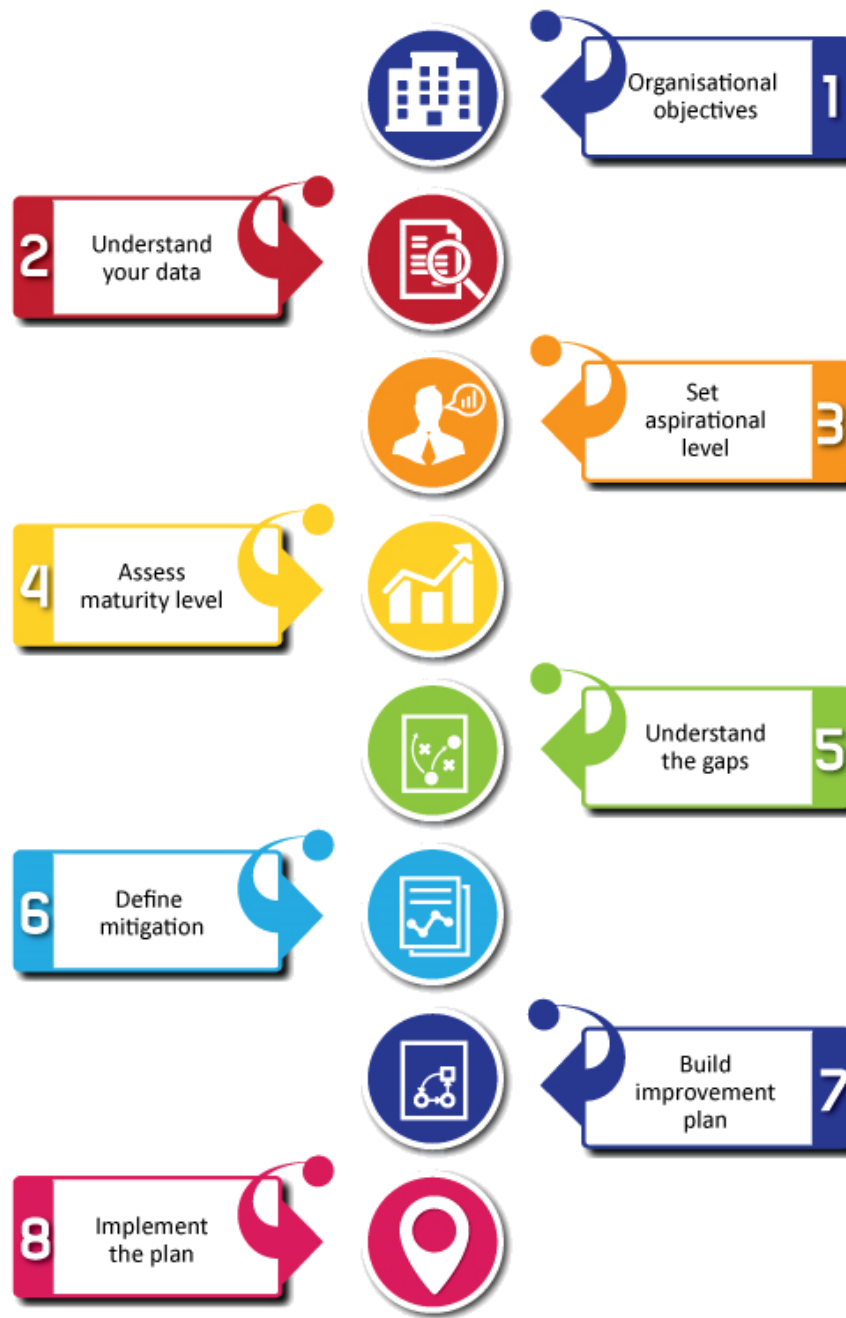 Organisational
objectives
1
2
Understand
your data
Set
aspirational
level
3
4
Assess
maturity level
Understand
the gaps
5
6
Define
mitigation
Build
improvement
plan
7
8
Implement
the plan